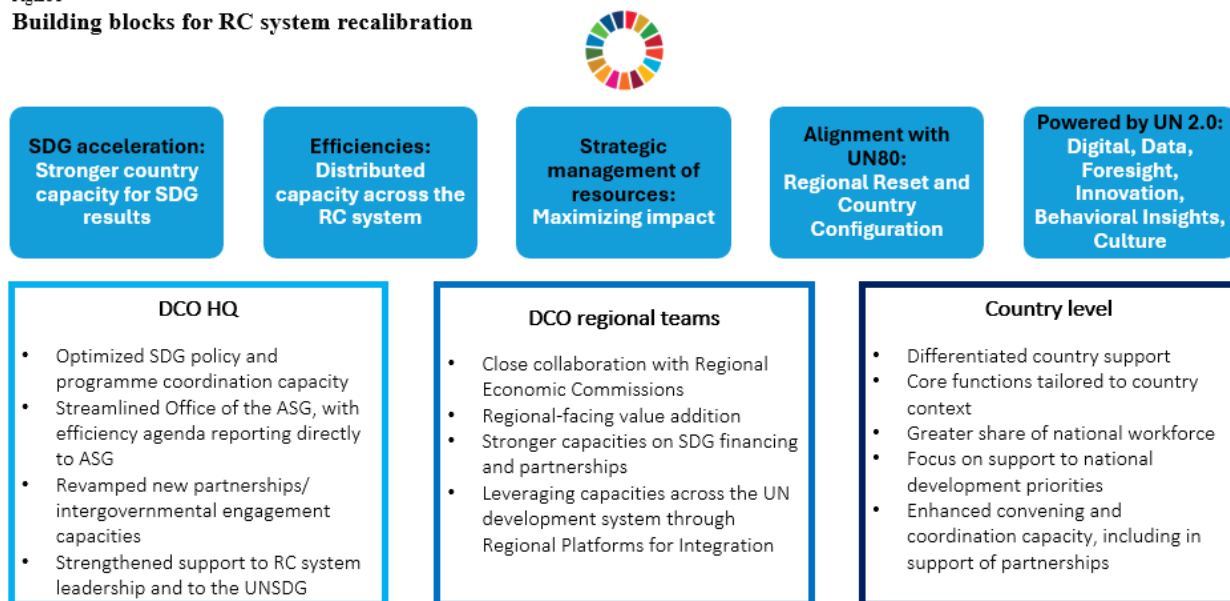 Building blocks for RC system recalibration
SDG acceleration:
Stronger country
capacity for SDG
results
Efficiencies:
Distributed
capacity across the
RC system
Strategic
management of
resources:
Maximizing impact
Alignment with
UN80:
Regional Reset and
Country
Configuration
Powered by UN 2.0:
Digital, Data,
Foresight,
Innovation,
Behavioral Insights,
Culture
DCO HQ
• Optimized SDG policy and
programme coordination capacity
• Streamlined Office of the ASG, with
efficiency agenda reporting directly
to ASG
• Revamped new partnerships/
intergovernmental engagement
capacities
• Strengthened support to RC system
leadership and to the UNSDG
DCO regional teams
• Close collaboration with Regional
Economic Commissions
• Regional-facing value addition
• Stronger capacities on SDG financing
and partnerships
• Leveraging capacities across the UN
development system through
Regional Platforms for Integration
Country level
• Differentiated country support
• Core functions tailored to country
context
• Greater share of national workforce
• Focus on support to national
development priorities
• Enhanced convening and
coordination capacity, including in
support of partnerships